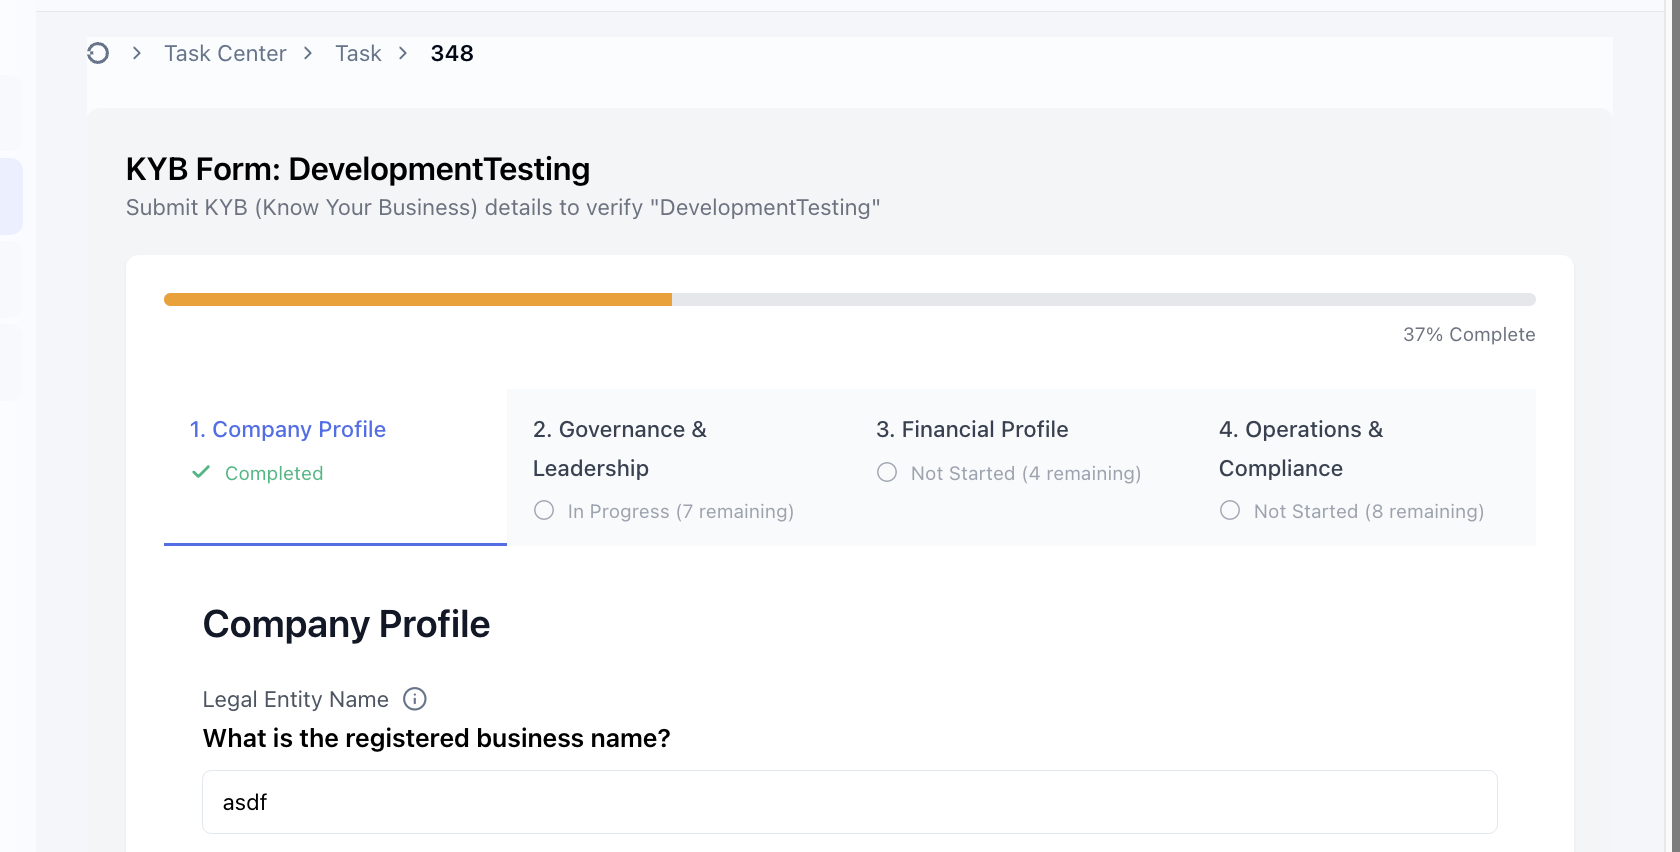 Task Center
Task
348
KYB Form: DevelopmentTesting
Submit KYB (Know Your Business) details to verify "DevelopmentTesting"
37% Complete
1. Company Profile
Completed
2. Governance &
Leadership
In Progress (7 remaining)
3. Financial Profile
Not Started (4 remaining)
4. Operations &
Compliance
Not Started (8 remaining)
Company Profile
Legal Entity Name
What is the registered business name?
asdf